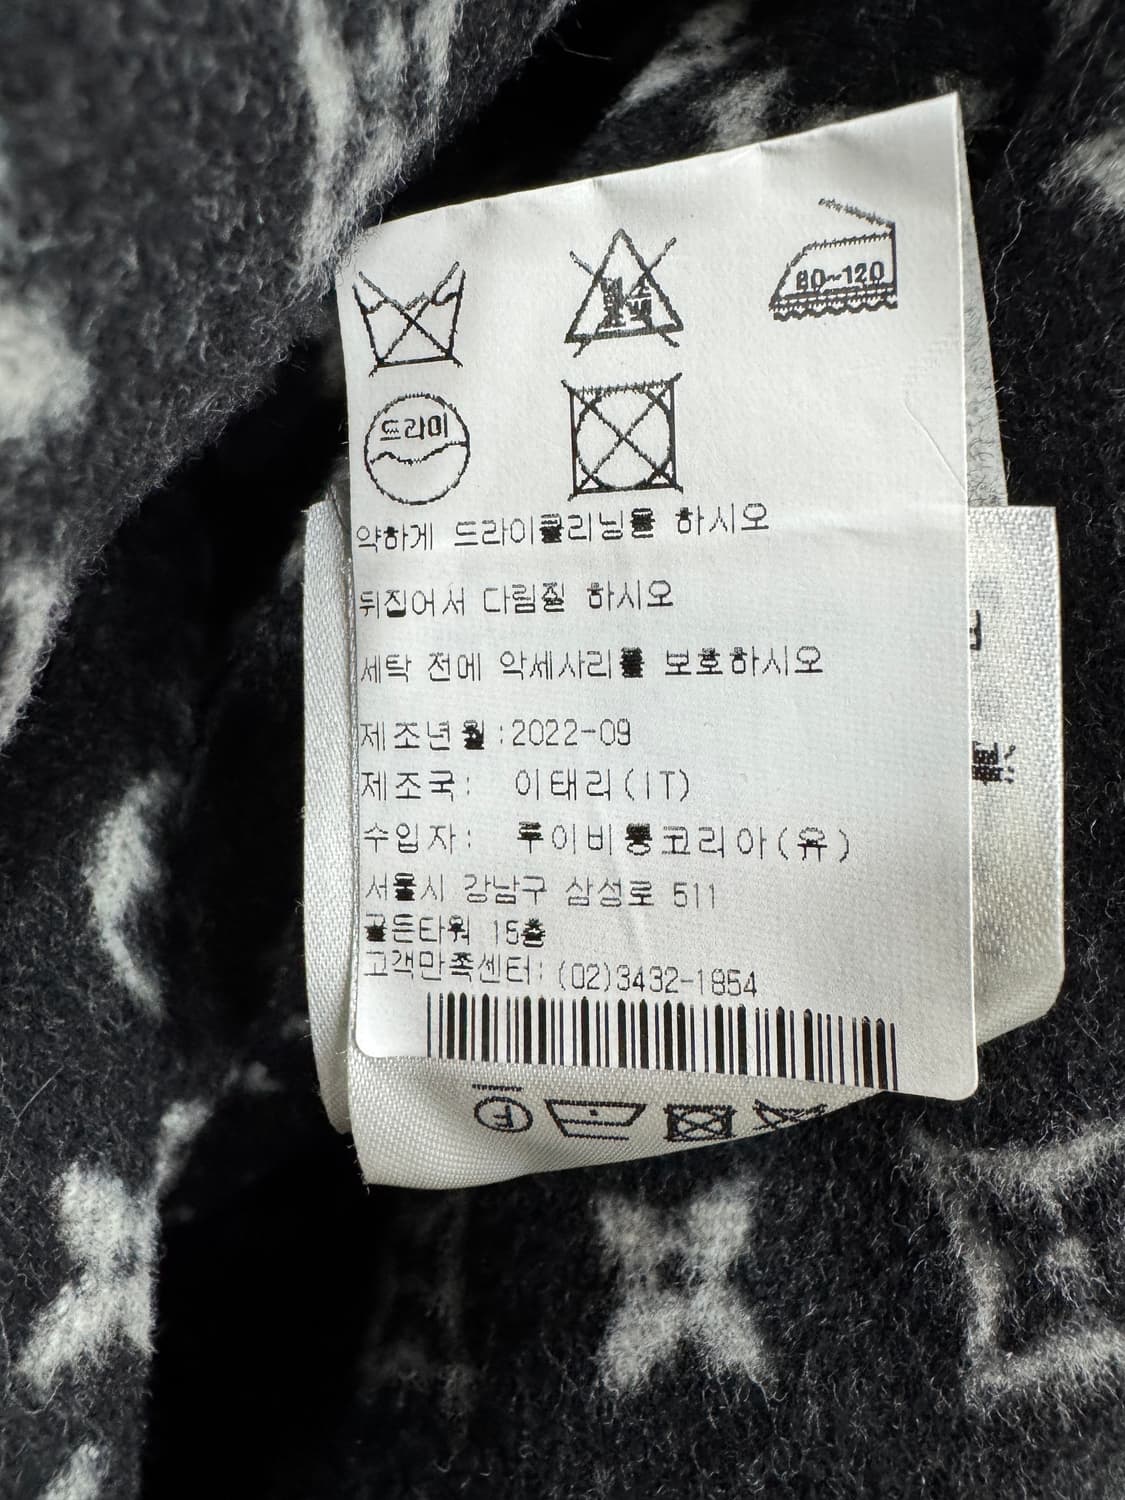 80~120
드라이
약하게 드라이클리닝을 하시오
뒤집어서 다림질 하시오
세탁 전에 악세사리를 보호하시오
제조년월:2022-09
제조국: 이태리(IT)
수입자: 루이비통코리아(유)
서울시 강남구 삼성로 511
골든타워 15층
고객만족센터: (02)3432-1854
F